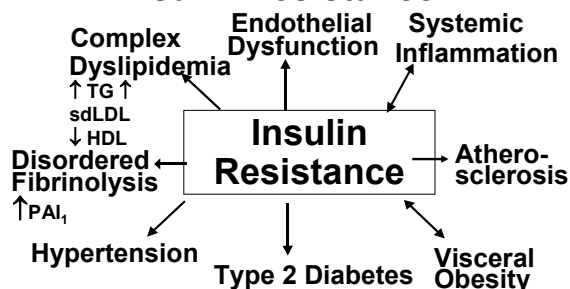 Complex
Dyslipidemia
↑ TG ↑
sdLDL
↓ HDL
Endothelial
Dysfunction
Systemic
Inflammation
Disordered
Fibrinolysis
↑PAI₁
Insulin
Resistance
Athero-
sclerosis
Hypertension
Type 2 Diabetes
Visceral
Obesity